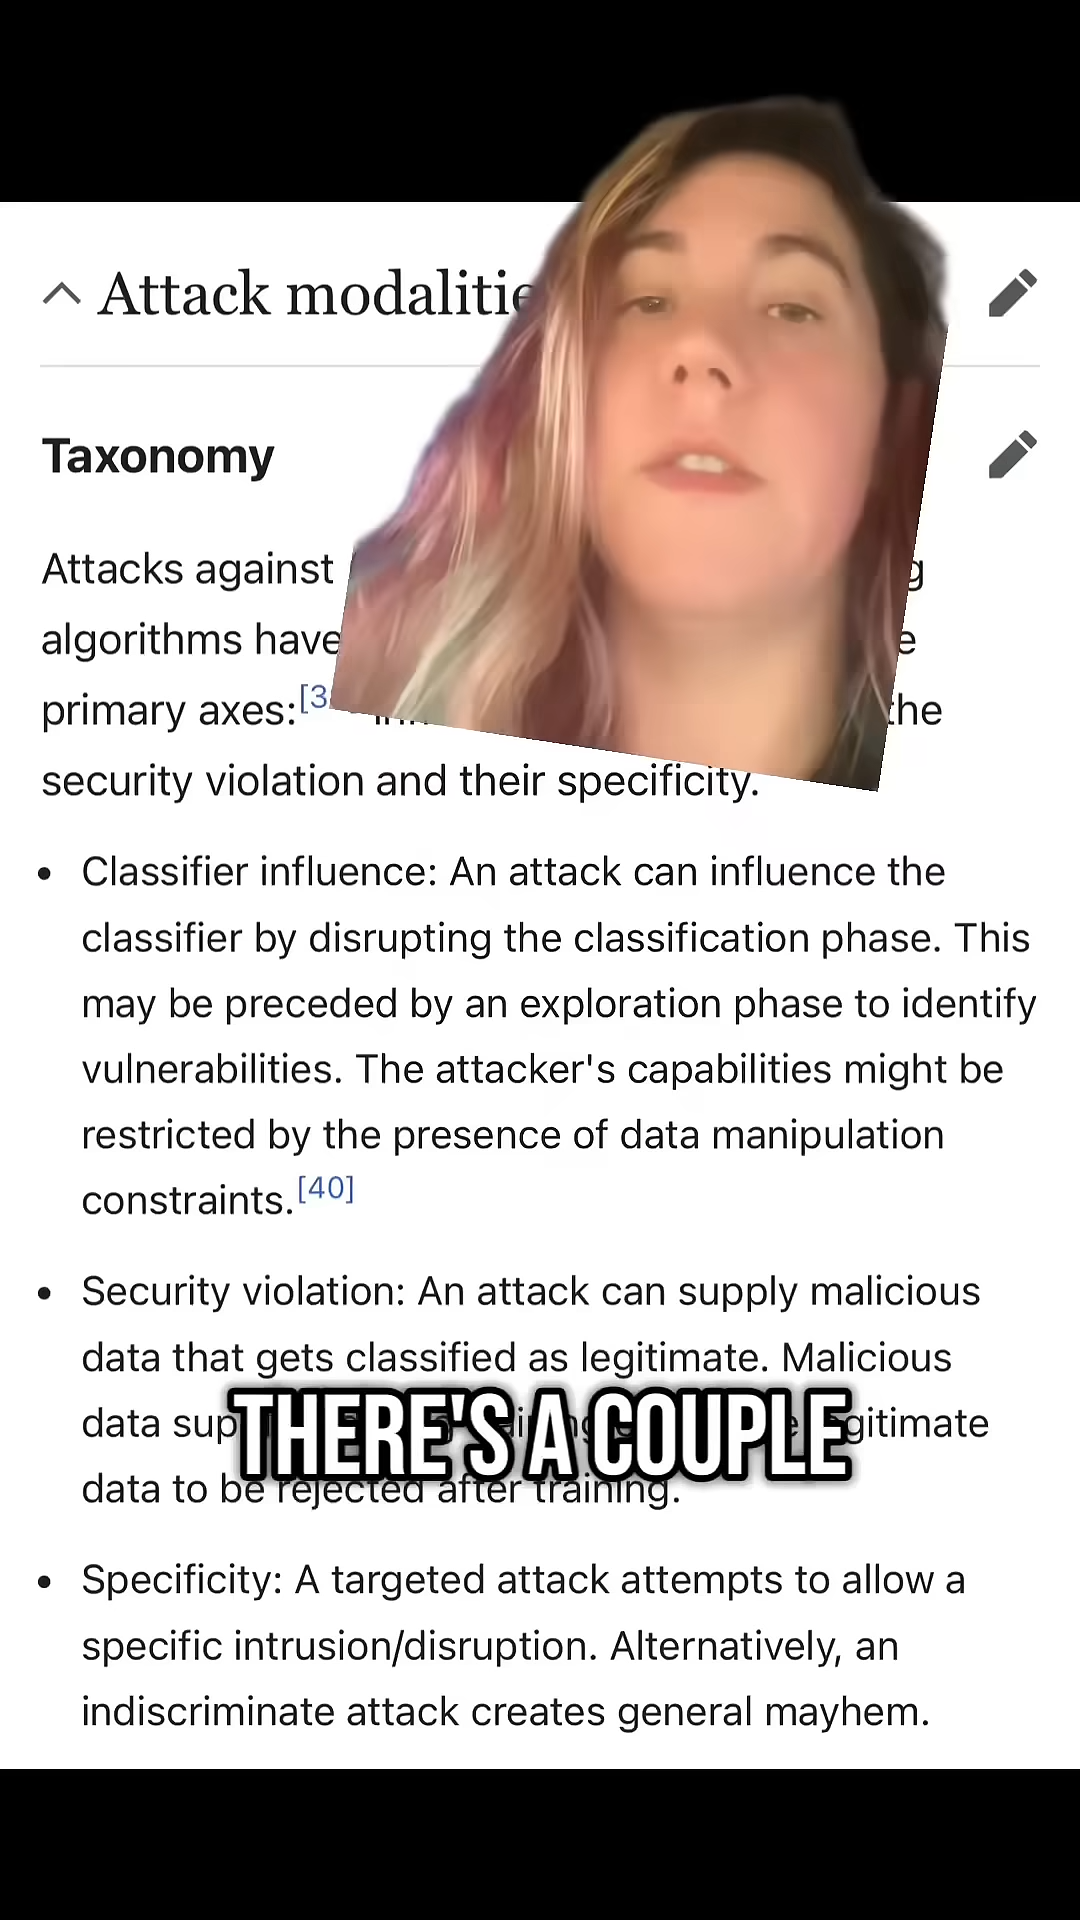 Attack modalitie
Taxonomy
Attacks against
algorithms have
primary axes:[3 the
security violation and their specificity.
• Classifier influence: An attack can influence the
classifier by disrupting the classification phase. This
may be preceded by an exploration phase to identify
vulnerabilities. The attacker's capabilities might be
restricted by the presence of data manipulation
constraints.[40]
• Security violation: An attack can supply malicious
data that gets classified as legitimate. Malicious
THERE'S A COUPLE
data to be rejected after training.
• Specificity: A targeted attack attempts to allow a
specific intrusion/disruption. Alternatively, an
indiscriminate attack creates general mayhem.